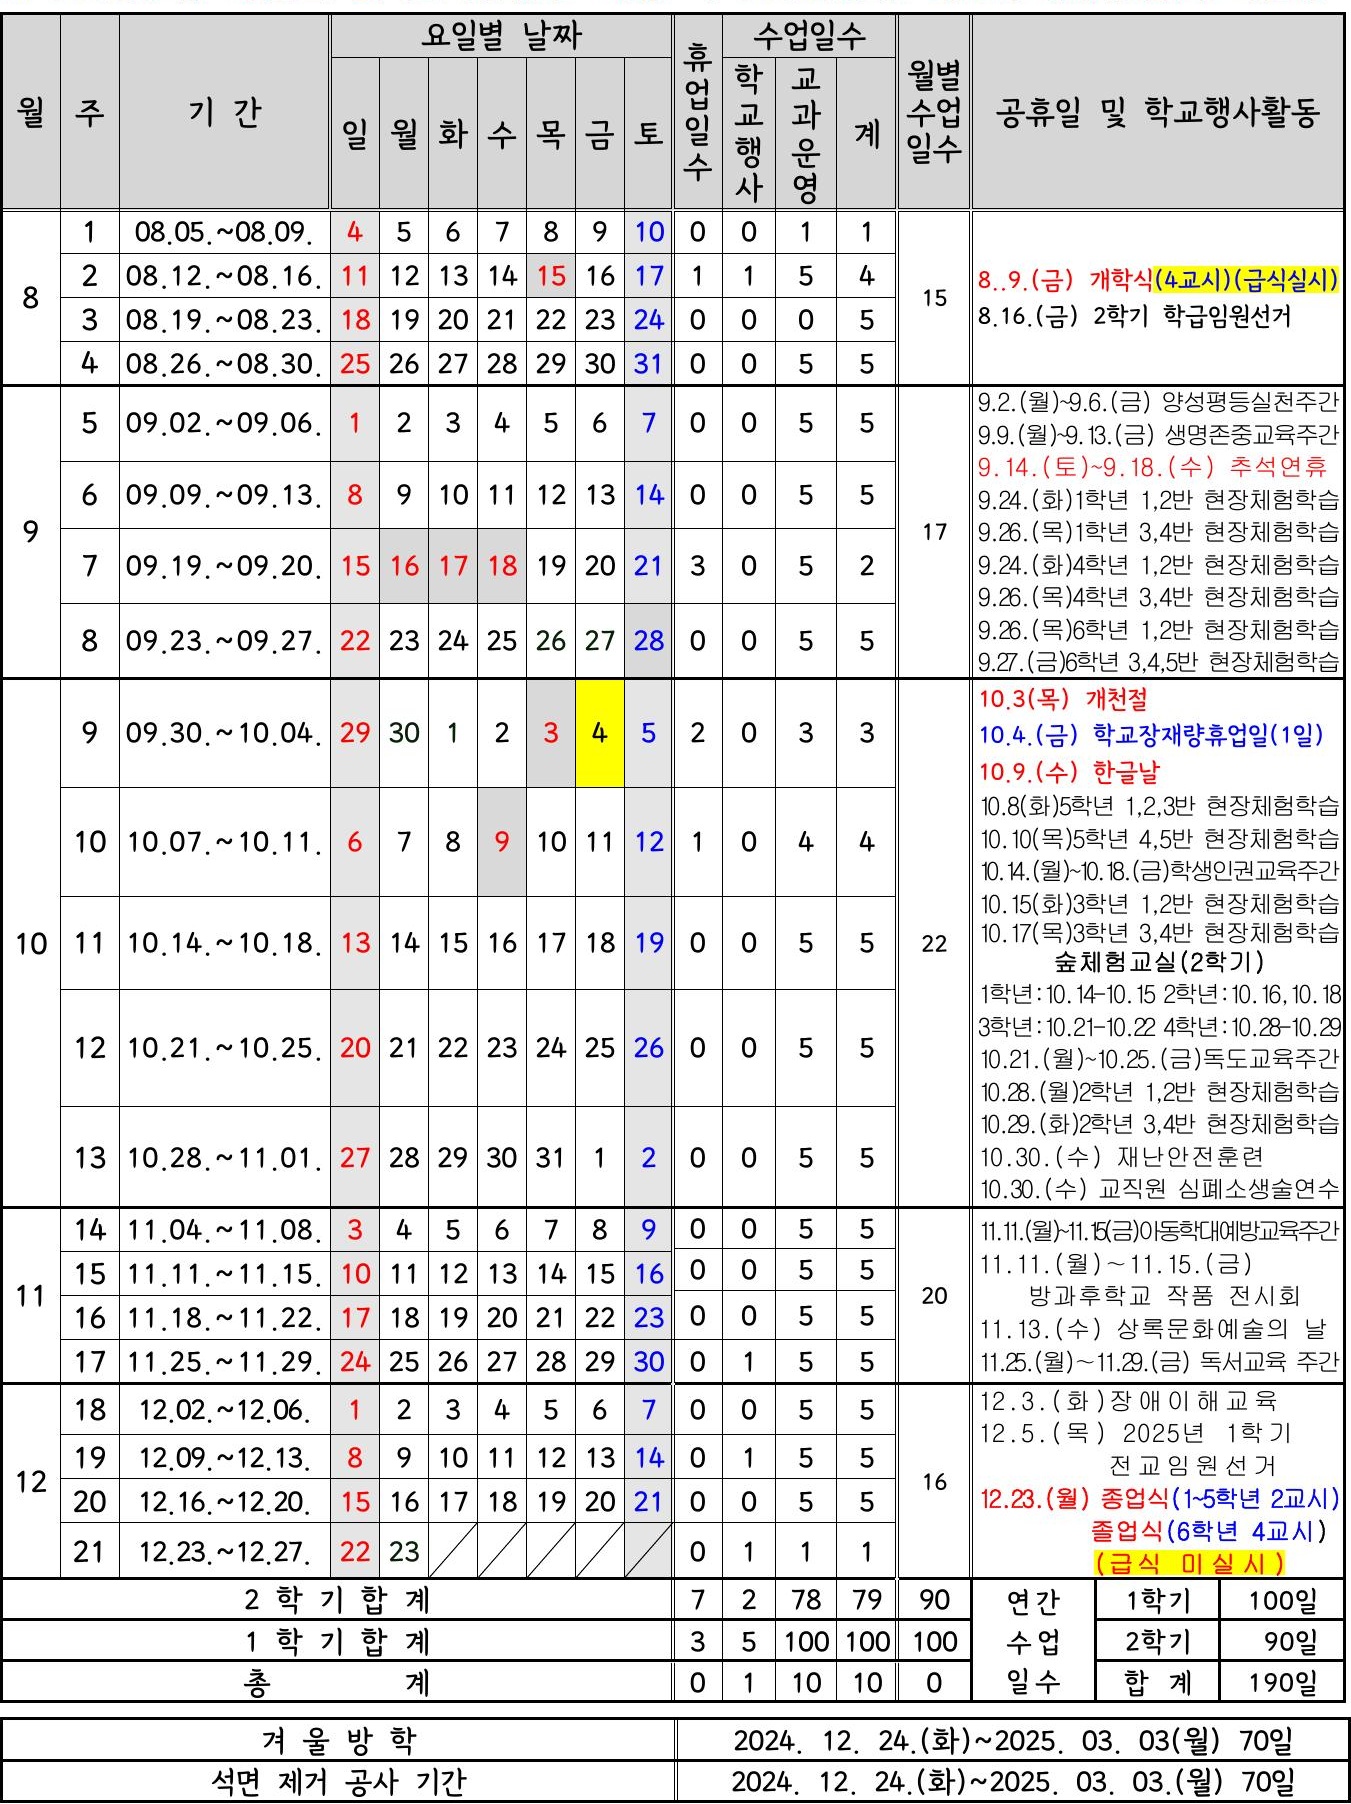 월 주 기 간 요일별 날짜 휴업일수 수업일수 월별수업일수 공휴일 및 학교행사활동
일 월 화 수 목 금 토 학교행사 교과운영 계
8
1 08.05.~08.09. 4 5 6 7 8 9 10 0 0 1 1
2 08.12.~08.16. 11 12 13 14 15 16 17 1 1 5 4
3 08.19.~08.23. 18 19 20 21 22 23 24 0 0 0 5
4 08.26.~08.30. 25 26 27 28 29 30 31 0 0 5 5
15
8..9.(금) 개학식(4교시)(급식실시)
8.16.(금) 2학기 학급임원선거
9
5 09.02.~09.06. 1 2 3 4 5 6 7 0 0 5 5
6 09.09.~09.13. 8 9 10 11 12 13 14 0 0 5 5
7 09.19.~09.20. 15 16 17 18 19 20 21 3 0 5 2
8 09.23.~09.27. 22 23 24 25 26 27 28 0 0 5 5
17
9.2.(월)~9.6.(금) 양성평등실천주간
9.9.(월)~9.13.(금) 생명존중교육주간
9.14.(토)~9.18.(수) 추석연휴
9.24.(화)1학년 1,2반 현장체험학습
9.26.(목)1학년 3,4반 현장체험학습
9.24.(화)4학년 1,2반 현장체험학습
9.26.(목)4학년 3,4반 현장체험학습
9.26.(목)6학년 1,2반 현장체험학습
9.27.(금)6학년 3,4,5반 현장체험학습
10
9 09.30.~10.04. 29 30 1 2 3 4 5 2 0 3 3
10 10.07.~10.11. 6 7 8 9 10 11 12 1 0 4 4
11 10.14.~10.18. 13 14 15 16 17 18 19 0 0 5 5
12 10.21.~10.25. 20 21 22 23 24 25 26 0 0 5 5
13 10.28.~11.01. 27 28 29 30 31 1 2 0 0 5 5
22
10.3(목) 개천절
10.4.(금) 학교장재량휴업일(1일)
10.9.(수) 한글날
10.8(화)5학년 1,2,3반 현장체험학습
10.10(목)5학년 4,5반 현장체험학습
10.14.(월)~10.18.(금)학생인권교육주간
10.15(화)3학년 1,2반 현장체험학습
10.17(목)3학년 3,4반 현장체험학습
숲체험교실(2학기)
1학년:10.14-10.15 2학년:10.16,10.18
3학년:10.21-10.22 4학년:10.28-10.29
10.21.(월)~10.25.(금)독도교육주간
10.28.(월)2학년 1,2반 현장체험학습
10.29.(화)2학년 3,4반 현장체험학습
10.30.(수) 재난안전훈련
10.30.(수) 교직원 심폐소생술연수
11
14 11.04.~11.08. 3 4 5 6 7 8 9 0 0 5 5
15 11.11.~11.15. 10 11 12 13 14 15 16 0 0 5 5
16 11.18.~11.22. 17 18 19 20 21 22 23 0 0 5 5
17 11.25.~11.29. 24 25 26 27 28 29 30 0 1 5 5
20
11.11.(월)~11.15(금)아동학대예방교육주간
11.11.(월)~11.15.(금)
방과후학교 작품 전시회
11.13.(수) 상록문화예술의 날
11.25.(월)~11.29.(금) 독서교육 주간
12
18 12.02.~12.06. 1 2 3 4 5 6 7 0 0 5 5
19 12.09.~12.13. 8 9 10 11 12 13 14 0 1 5 5
20 12.16.~12.20. 15 16 17 18 19 20 21 0 0 5 5
21 12.23.~12.27. 22 23 0 1 1 1
16
12.3.(화)장애이해교육
12.5.(목) 2025년 1학기
전교임원선거
12.23.(월) 종업식(1~5학년 2교시)
졸업식(6학년 4교시)
(급식 미실시)
2 학 기 합 계 7 2 78 79 90
1 학 기 합 계 3 5 100 100 100
총 계 0 1 10 10 0
연간 수업 일수
1학기 100일
2학기 90일
합 계 190일
겨 울 방 학 2024. 12. 24.(화)~2025. 03. 03(월) 70일
석면 제거 공사 기간 2024. 12. 24.(화)~2025. 03. 03.(월) 70일